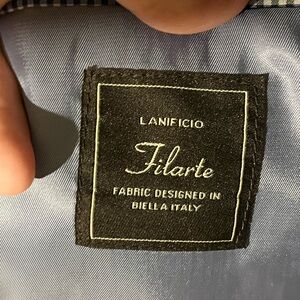 LANIFICIO
Filarte
FABRIC DESIGNED IN
BIELLA ITALY